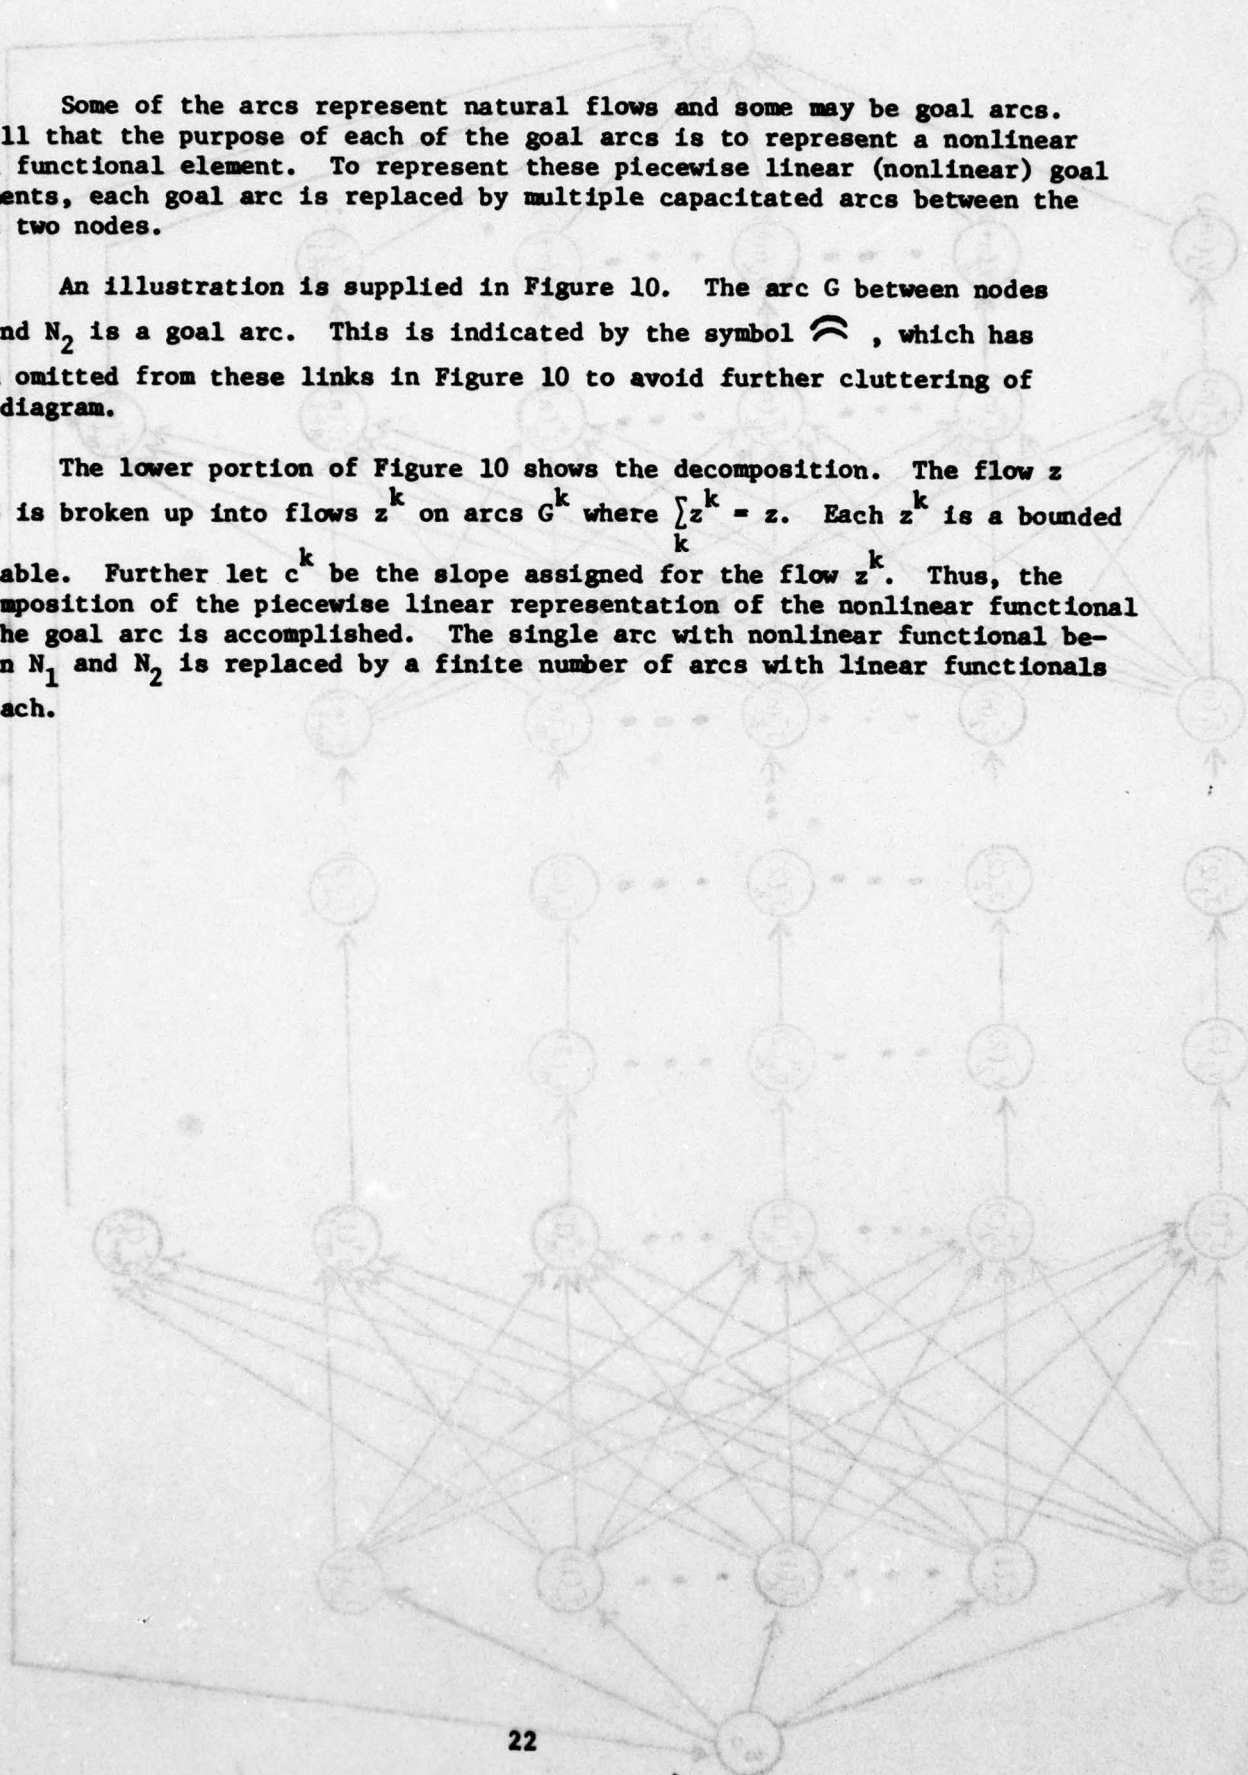 Some of the arcs represent natural flows and some may be goal arcs.
ll that the purpose of each of the goal arcs is to represent a nonlinear
functional element. To represent these piecewise linear (nonlinear) goal
ents, each goal arc is replaced by multiple capacitated arcs between the
two nodes.
An illustration is supplied in Figure 10. The arc G between nodes
nd N₂ is a goal arc. This is indicated by the symbol ⌢ , which has
omitted from these links in Figure 10 to avoid further cluttering of
diagram.
The lower portion of Figure 10 shows the decomposition. The flow z
is broken up into flows zᵏ on arcs Gᵏ where ∑zᵏ = z. Each zᵏ is a bounded
k
able. Further let cᵏ be the slope assigned for the flow zᵏ. Thus, the
mposition of the piecewise linear representation of the nonlinear functional
he goal arc is accomplished. The single arc with nonlinear functional be-
n N₁ and N₂ is replaced by a finite number of arcs with linear functionals
ach.
22